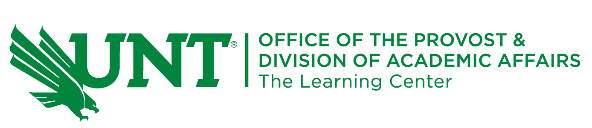 UNT®
OFFICE OF THE PROVOST &
DIVISION OF ACADEMIC AFFAIRS
The Learning Center